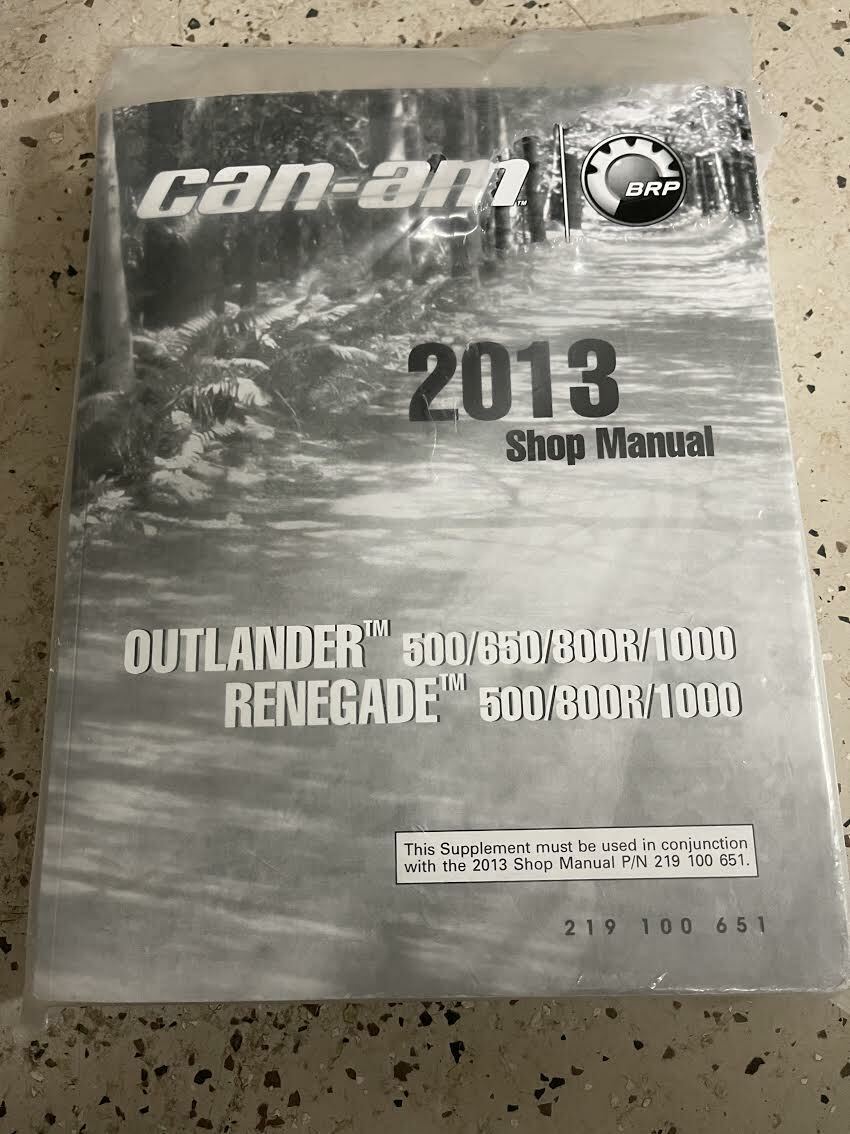 can-am™
BRP
2013
Shop Manual
OUTLANDER™ 500/650/800R/1000
RENEGADE™ 500/800R/1000
This Supplement must be used in conjunction
with the 2013 Shop Manual P/N 219 100 651.
219 100 651